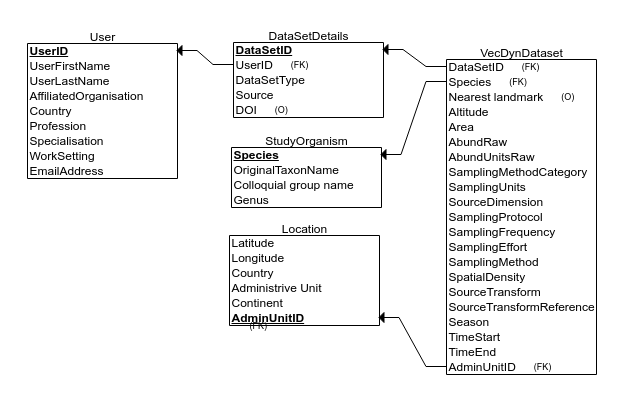 User
UserID
UserFirstName
UserLastName
AffiliatedOrganisation
Country
Profession
Specialisation
WorkSetting
EmailAddress
DataSetDetails
DataSetID
UserID (FK)
DataSetType
Source
DOI (O)
StudyOrganism
Species
OriginalTaxonName
Colloquial group name
Genus
Location
Latitude
Longitude
Country
Administrive Unit
Continent
AdminUnitID
(FK)
VecDynDataset
DataSetID (FK)
Species (FK)
Nearest landmark (O)
Altitude
Area
AbundRaw
AbundUnitsRaw
SamplingMethodCategory
SamplingUnits
SourceDimension
SamplingProtocol
SamplingFrequency
SamplingEffort
SamplingMethod
SpatialDensity
SourceTransform
SourceTransformReference
Season
TimeStart
TimeEnd
AdminUnitID (FK)